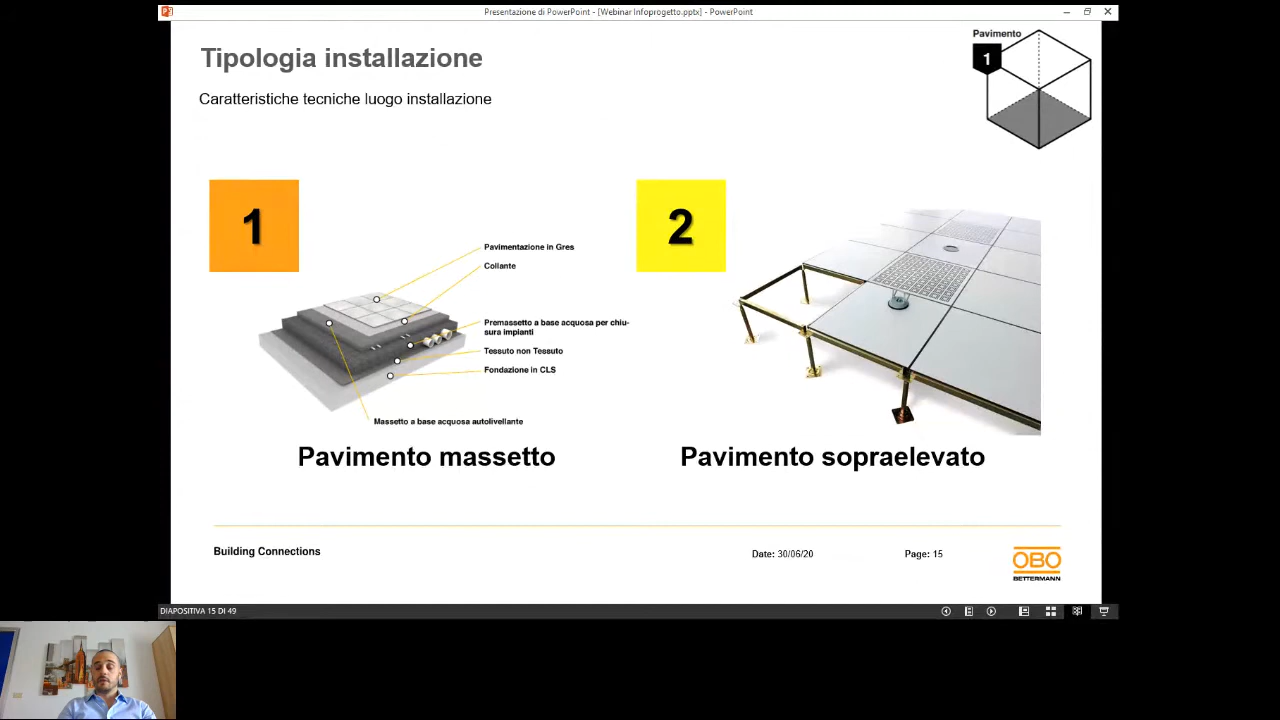 Presentazione di PowerPoint - [Webinar Infoprogetto.pptx] - PowerPoint
Tipologia installazione
Caratteristiche tecniche luogo installazione
Pavimento
1
1
Pavimentazione in Gres
Collante
Premassetto a base acquosa per chiu-
sura impianti
Tessuto non Tessuto
Fondazione in CLS
Massetto a base acquosa autolivellante
Pavimento massetto
2
Pavimento sopraelevato
Building Connections
Date: 30/06/20
Page: 15
OBO
BETTERMANN
DIAPOSITIVA 15 DI 49